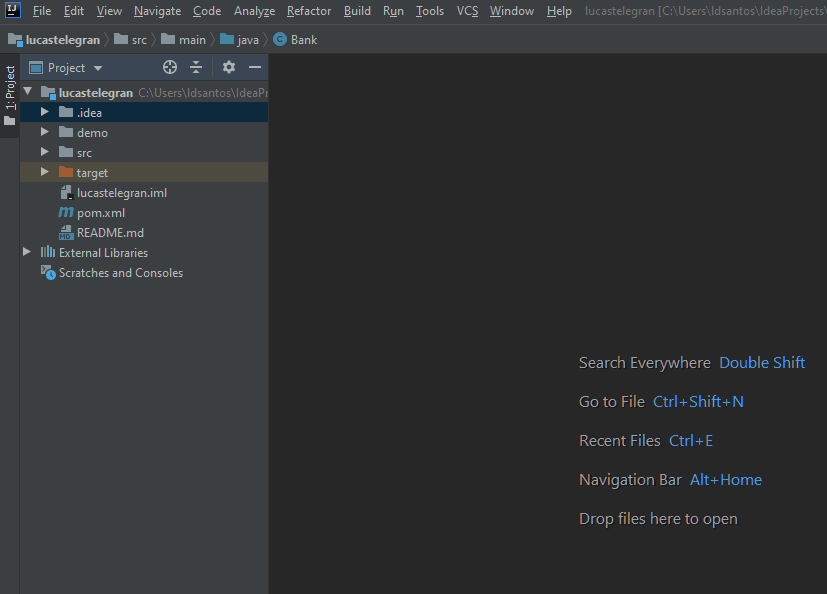 IJ File Edit View Navigate Code Analyze Refactor Build Run Tools VCS Window Help lucastelegran [C:\Users\ldsantos\IdeaProjects\
lucastelegran src main java C Bank
1: Project
Project
lucastelegran C:\Users\ldsantos\IdeaPr
.idea
demo
src
target
lucastelegran.iml
m pom.xml
MD README.md
External Libraries
Scratches and Consoles
Search Everywhere Double Shift
Go to File Ctrl+Shift+N
Recent Files Ctrl+E
Navigation Bar Alt+Home
Drop files here to open